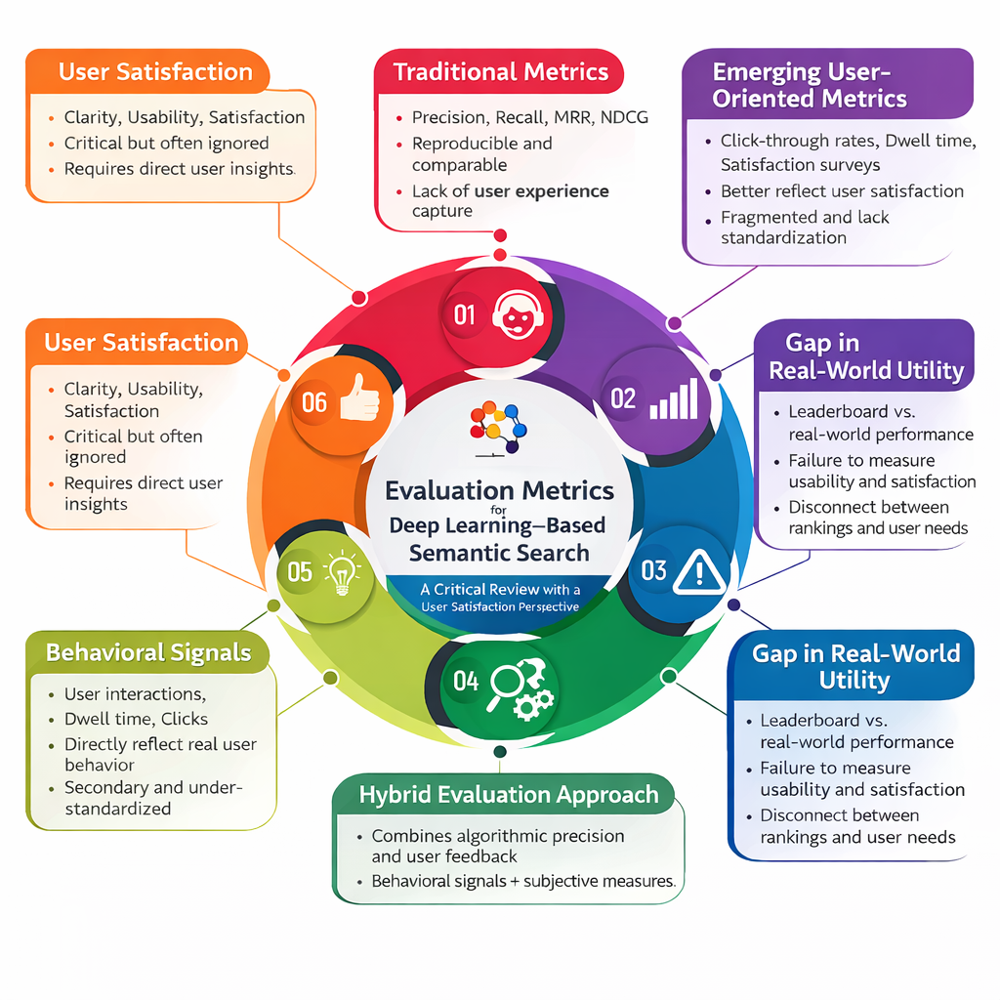 User Satisfaction
• Clarity, Usability, Satisfaction
• Critical but often ignored
• Requires direct user insights.
Traditional Metrics
• Precision, Recall, MRR, NDCG
• Reproducible and
comparable
• Lack of user experience
capture
Emerging User-
Oriented Metrics
• Click-through rates, Dwell time,
Satisfaction surveys
• Better reflect user satisfaction
• Fragmented and lack
standardization
User Satisfaction
• Clarity, Usability,
Satisfaction
• Critical but often
ignored
• Requires direct user
insights
01
02
03
04
05
06
Evaluation Metrics
for
Deep Learning–Based
Semantic Search
A Critical Review with a
User Satisfaction Perspective
Gap in
Real-World Utility
• Leaderboard vs.
real-world performance
• Failure to measure
usability and satisfaction
• Disconnect between
rankings and user needs
Behavioral Signals
• User interactions,
• Dwell time, Clicks
• Directly reflect real user
behavior
• Secondary and under-
standardized
Hybrid Evaluation Approach
• Combines algorithmic precision
and user feedback
• Behavioral signals + subjective measures.
Gap in Real-World
Utility
• Leaderboard vs.
real-world performance
• Failure to measure
usability and satisfaction
• Disconnect between
rankings and user needs